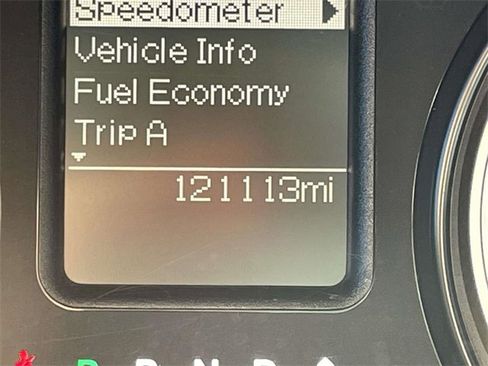 Speedometer
Vehicle Info
Fuel Economy
Trip A
121113mi